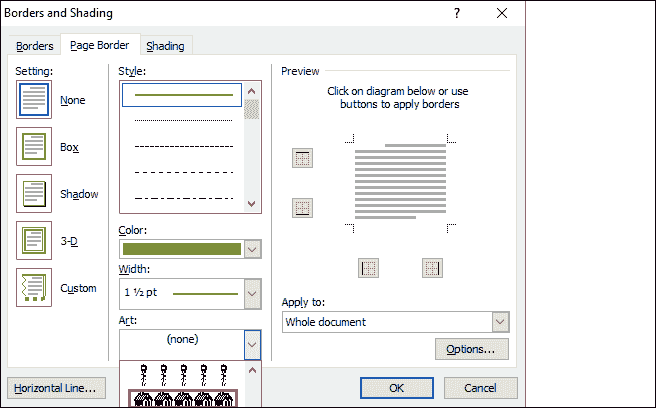 Borders and Shading
?
Borders
Page Border
Shading
Setting:
None
Box
Shadow
3-D
Custom
Style:
Color:
Width:
1 ½ pt
Art:
(none)
Preview
Click on diagram below or use
buttons to apply borders
Apply to:
Whole document
Options...
Horizontal Line...
OK
Cancel